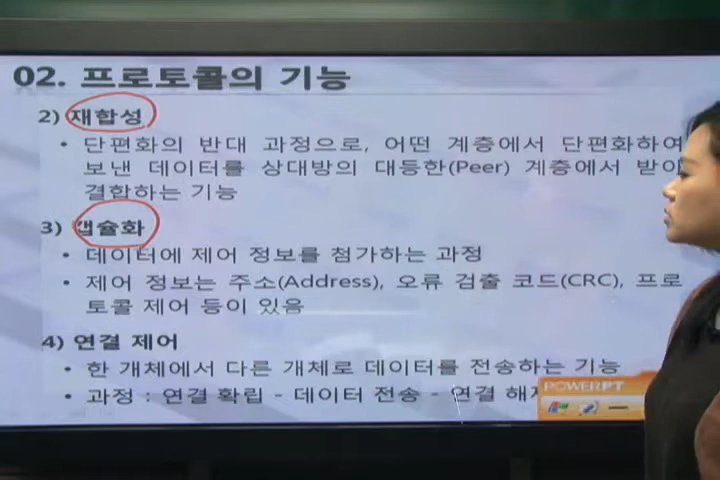 02. 프로토콜의 기능
2) 재합성
• 단편화의 반대 과정으로, 어떤 계층에서 단편화하여
보낸 데이터를 상대방의 대등한(Peer) 계층에서 받아
결합하는 기능
3) 캡슐화
• 데이터에 제어 정보를 첨가하는 과정
• 제어 정보는 주소(Address), 오류 검출 코드(CRC), 프로
토콜 제어 등이 있음
4) 연결 제어
• 한 개체에서 다른 개체로 데이터를 전송하는 기능
• 과정 : 연결 확립 - 데이터 전송 - 연결
POWERPT